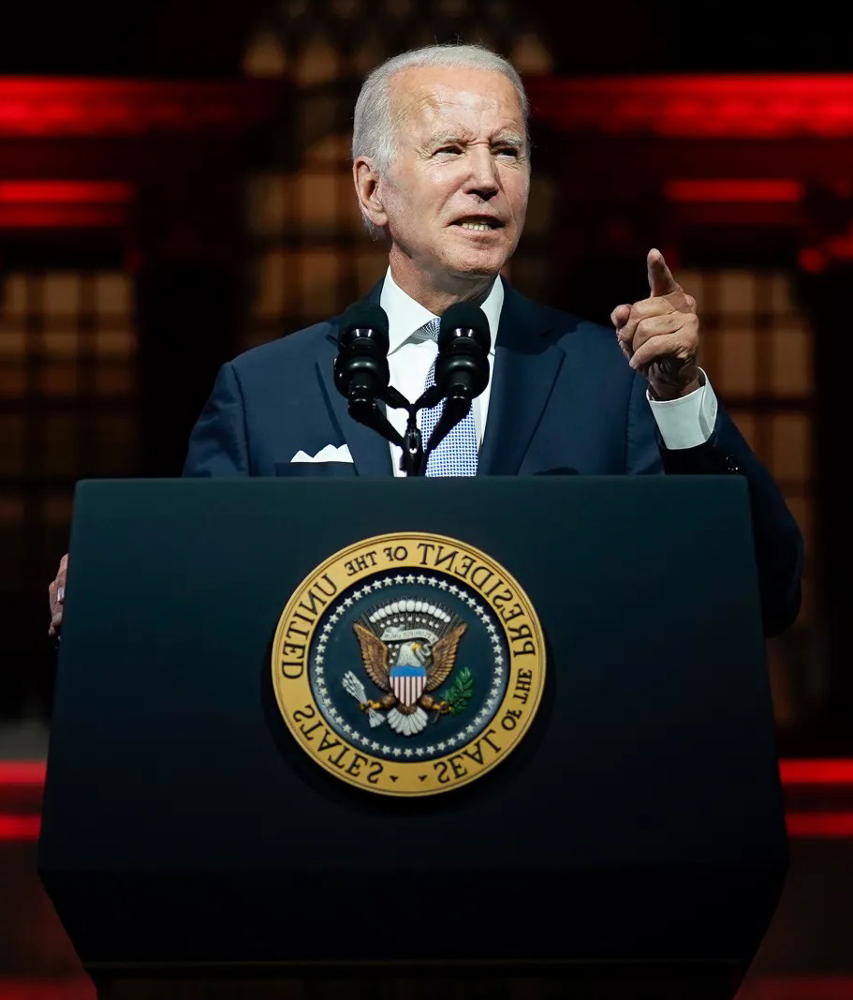 SEAL OF THE PRESIDENT OF THE UNITED STATES